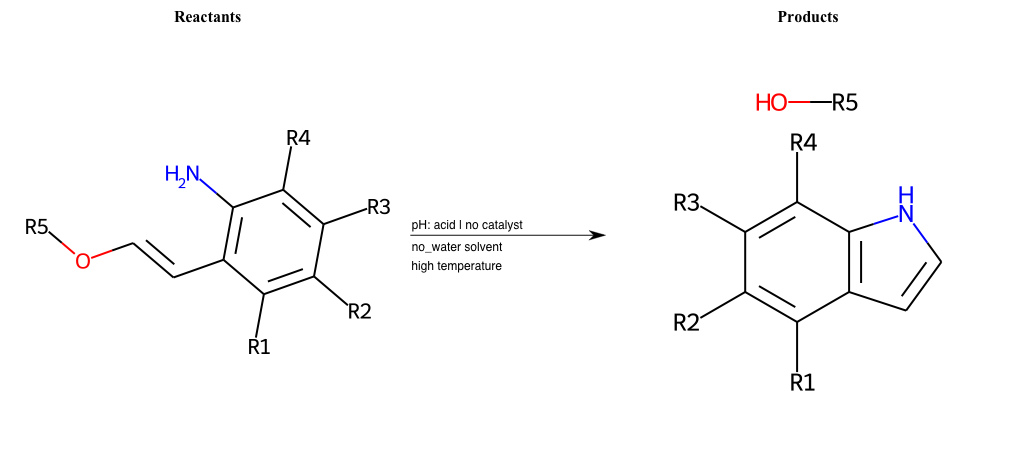 Reactants
Products
HO R5
R4
R4
H2N
R3
R3
H
N
R5
O
pH: acid | no catalyst
no_water solvent
high temperature
R2
R2
R1
R1